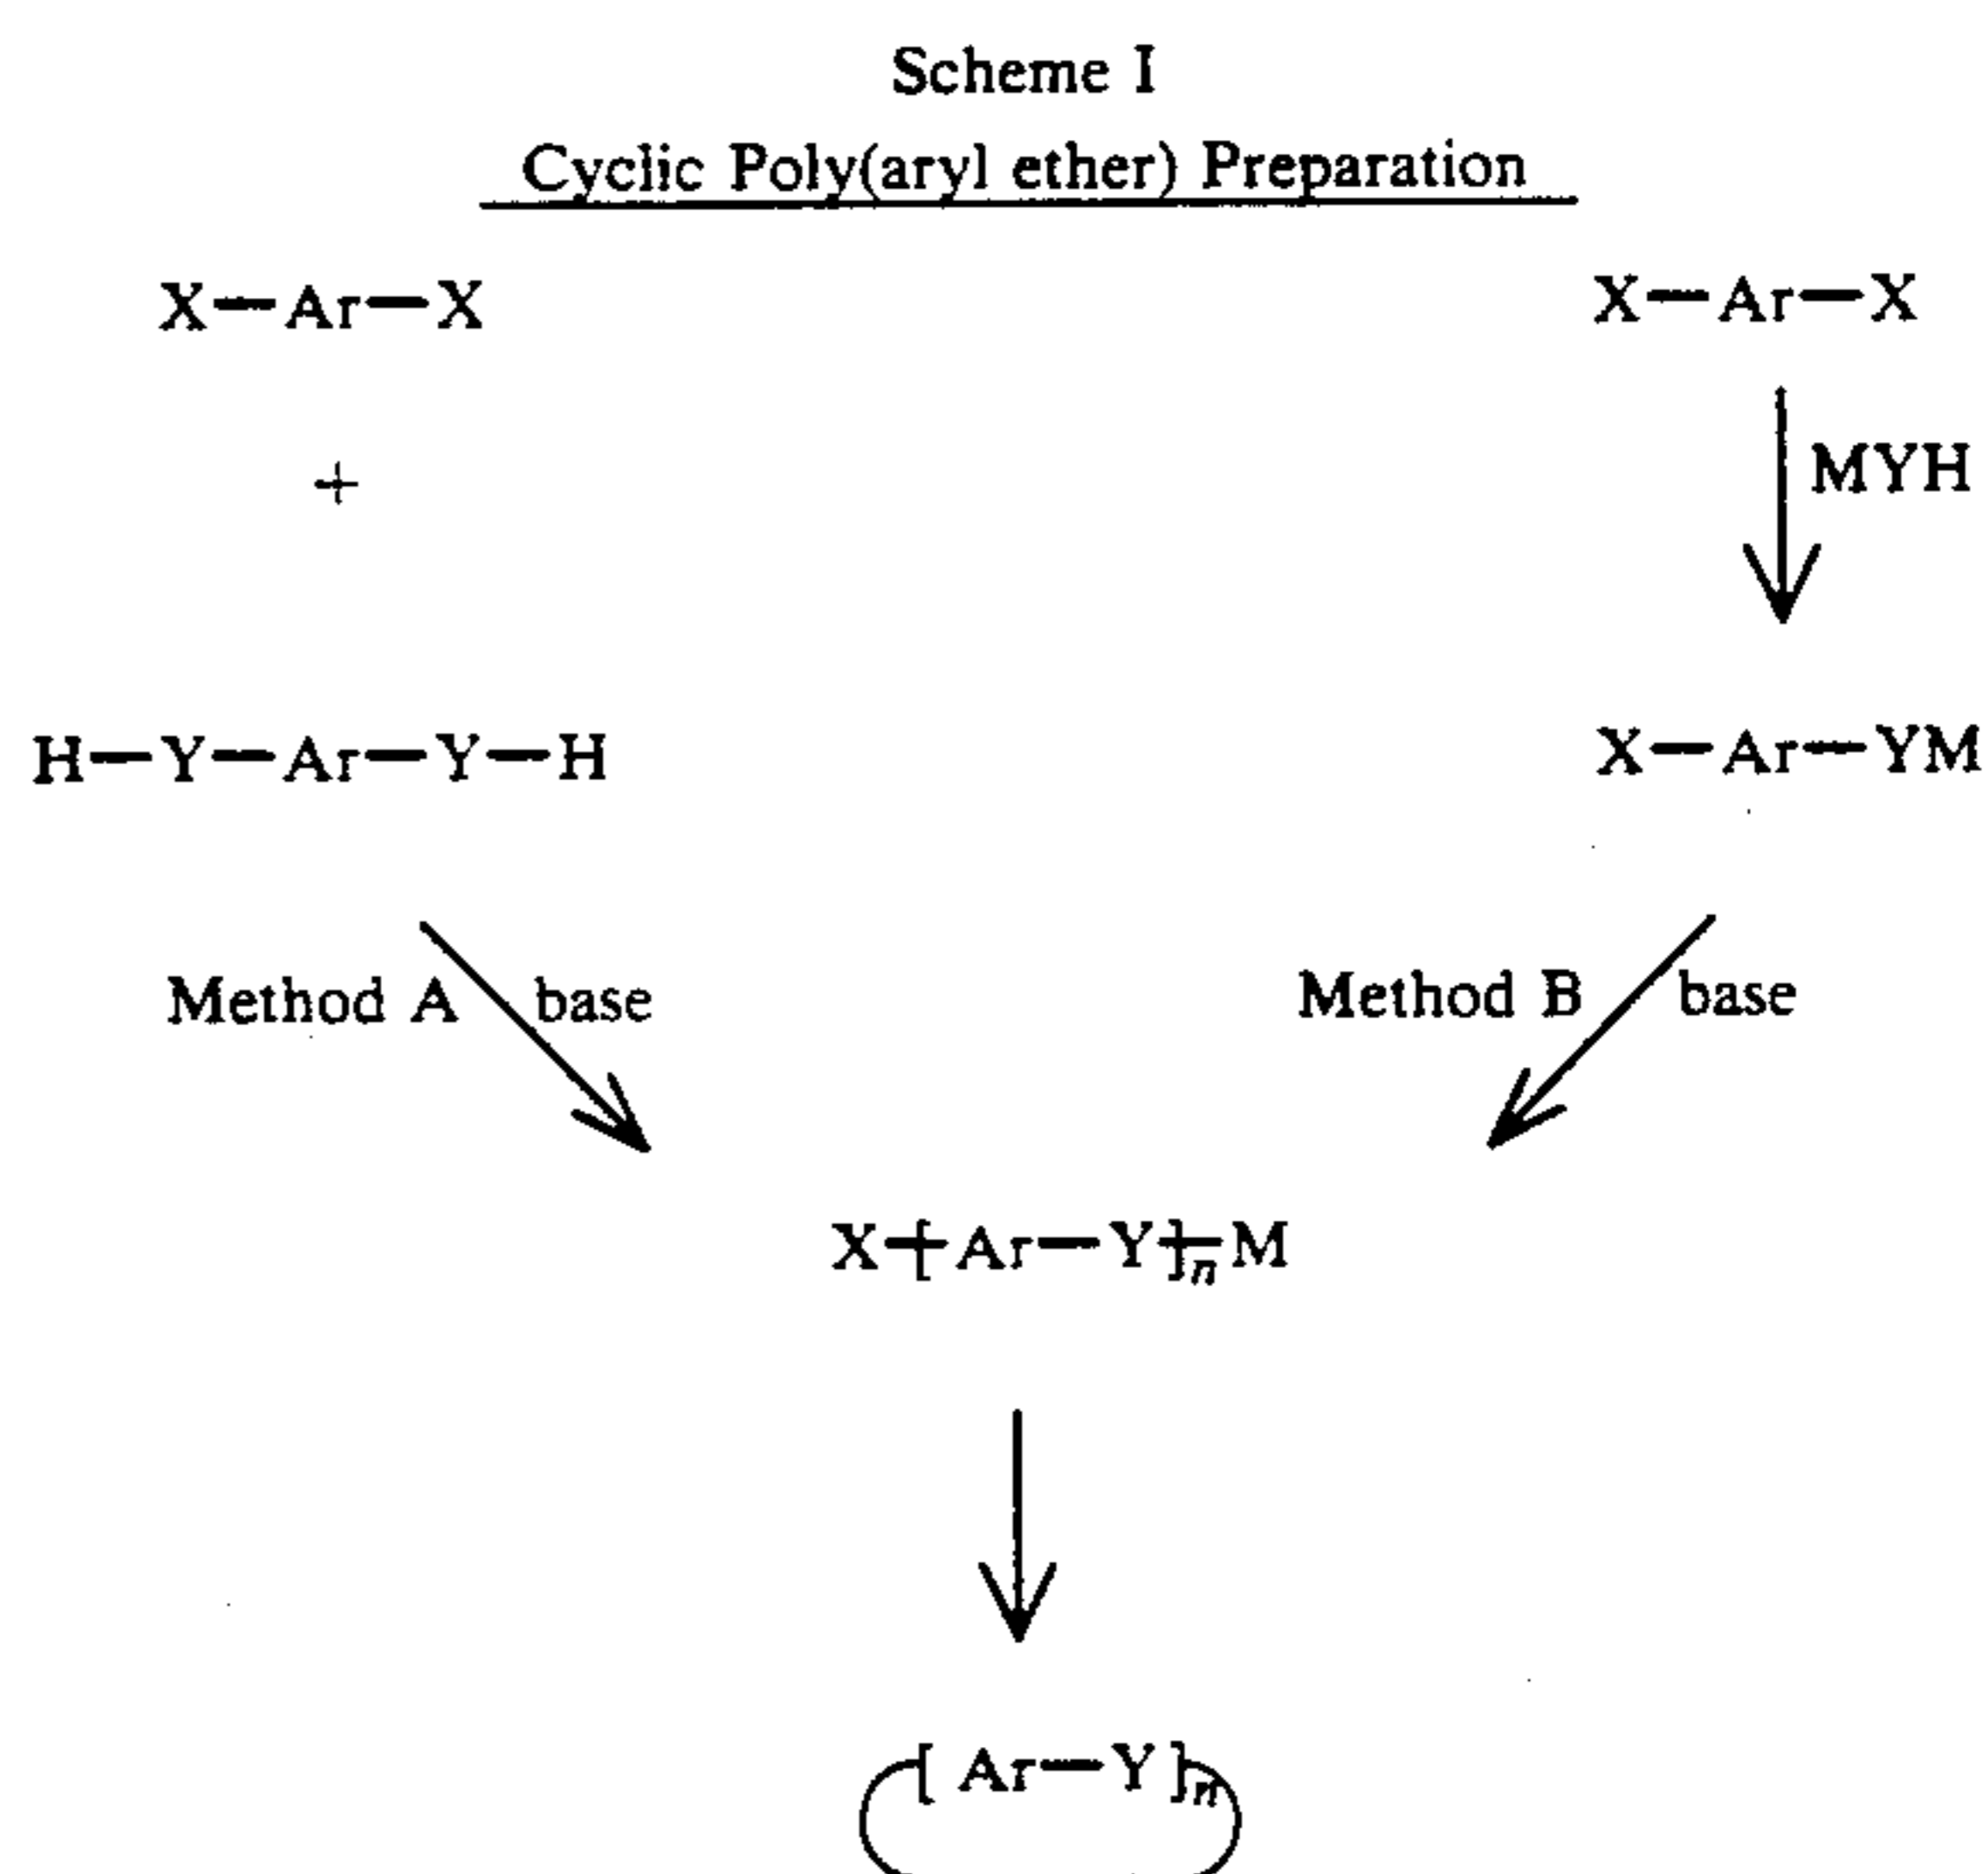 Scheme I
Cyclic Poly(aryl ether) Preparation
X—Ar—X X—Ar—X
+ MYH
H—Y—Ar—Y—H X—Ar—YM
Method A base Method B base
X—[Ar—Y]n—M
[Ar—Y]n